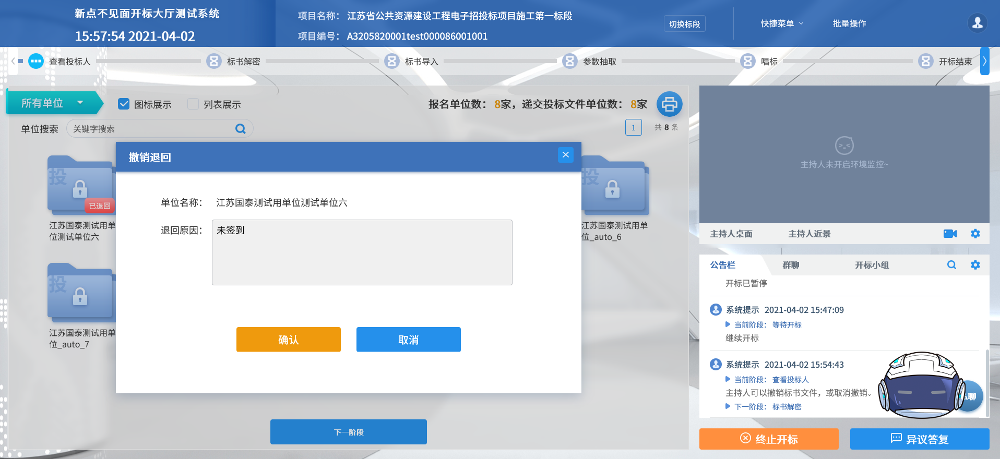 新点不见面开标大厅测试系统
15:57:54 2021-04-02
项目名称： 江苏省公共资源建设工程电子招投标项目施工第一标段
项目编号： A3205820001test000086001001
切换标段
快捷菜单
批量操作
查看投标人
标书解密
标书导入
参数抽取
唱标
开标结束
所有单位
图标展示
列表展示
报名单位数： 8家，递交投标文件单位数： 8家
单位搜索
关键字搜索
1
共 8 条
投
已退回
江苏国泰测试用单
位测试单位六
投
江苏国泰测试用单
位_auto_6
投
江苏国泰测试用单
位_auto_7
撤销退回
单位名称： 江苏国泰测试用单位测试单位六
退回原因： 未签到
确认
取消
下一阶段
主持人未开启环境监控~
主持人桌面
主持人近景
公告栏
群聊
开标小组
开标已暂停
系统提示 2021-04-02 15:47:09
当前阶段： 等待开标
继续开标
系统提示 2021-04-02 15:54:43
当前阶段： 查看投标人
主持人可以撤销标书文件，或取消撤销。
下一阶段： 标书解密
聊
终止开标
异议答复